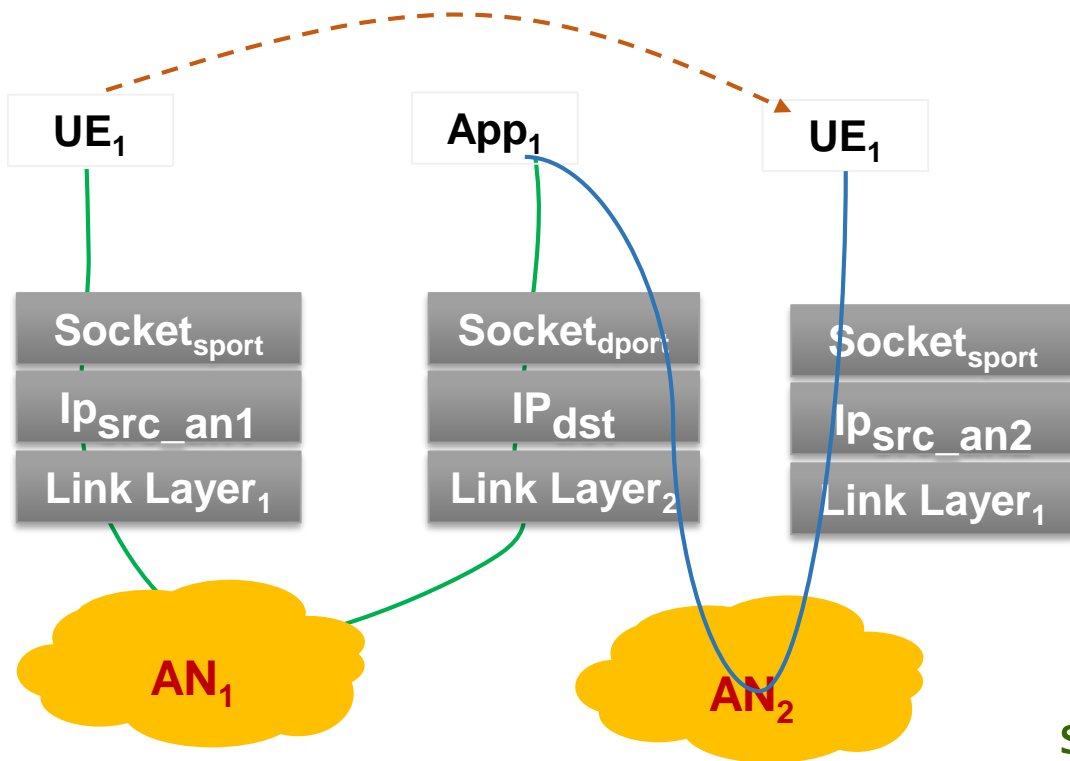 UE1
App1
UE1
Socketsport
Ipsrc_an1
Link Layer1
Socketdport
IPdst
Link Layer2
Socketsport
Ipsrc_an2
Link Layer1
AN1
AN2
S